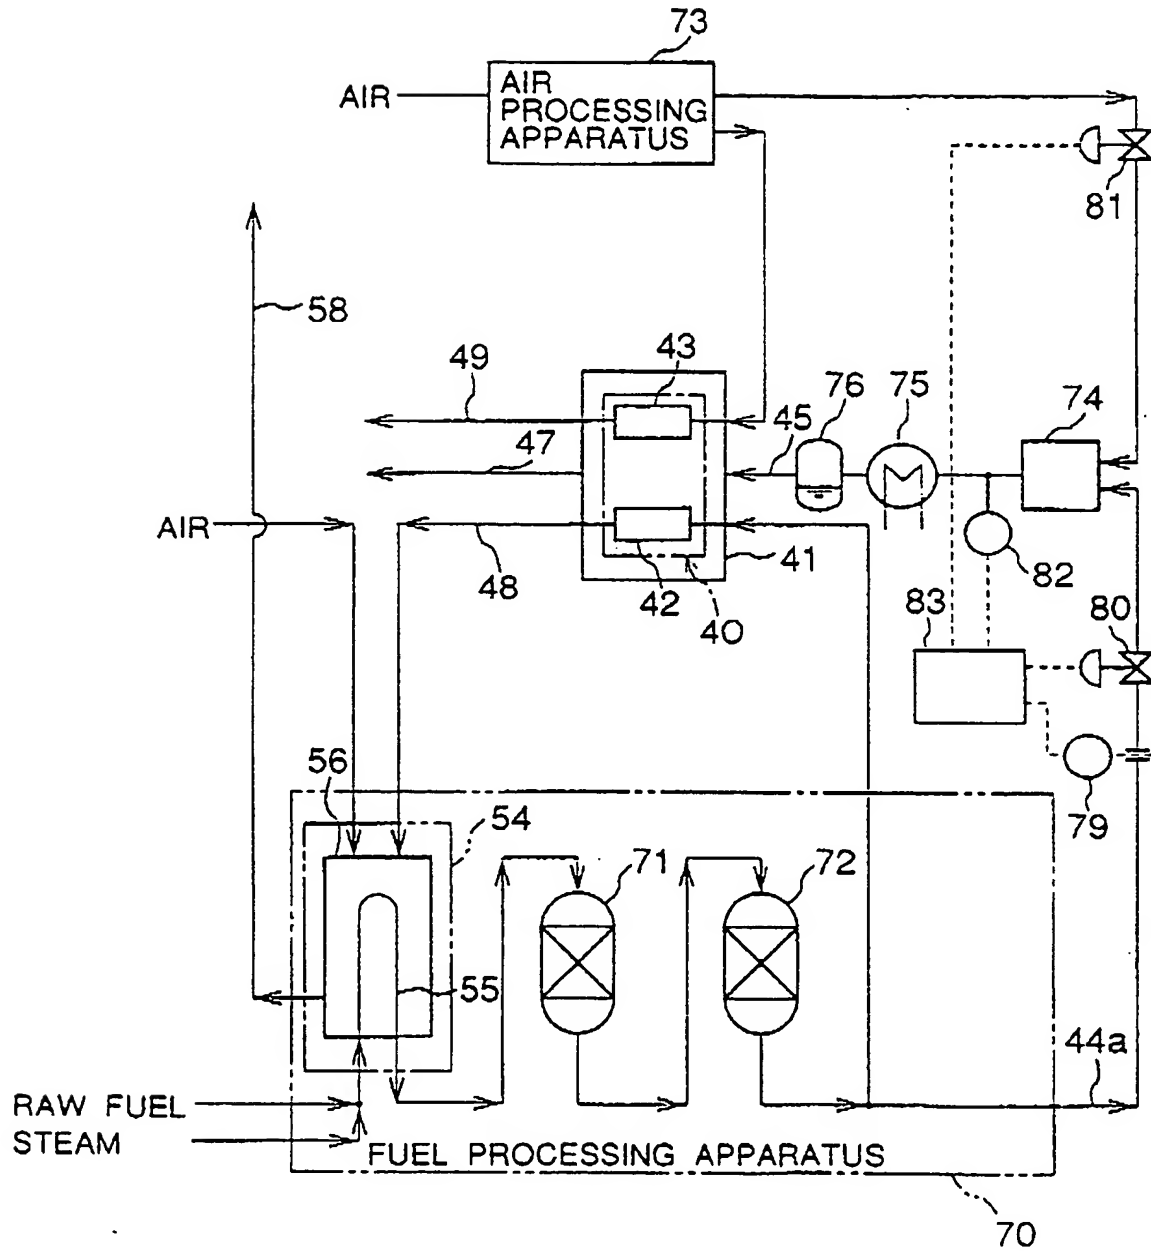 73
AIR
AIR
PROCESSING
APPARATUS
81
58
49
43
76
75
74
45
47
AIR
48
42
41
40
82
83
80
79
56
54
71
72
55
44a
RAW FUEL
STEAM
FUEL PROCESSING APPARATUS
70